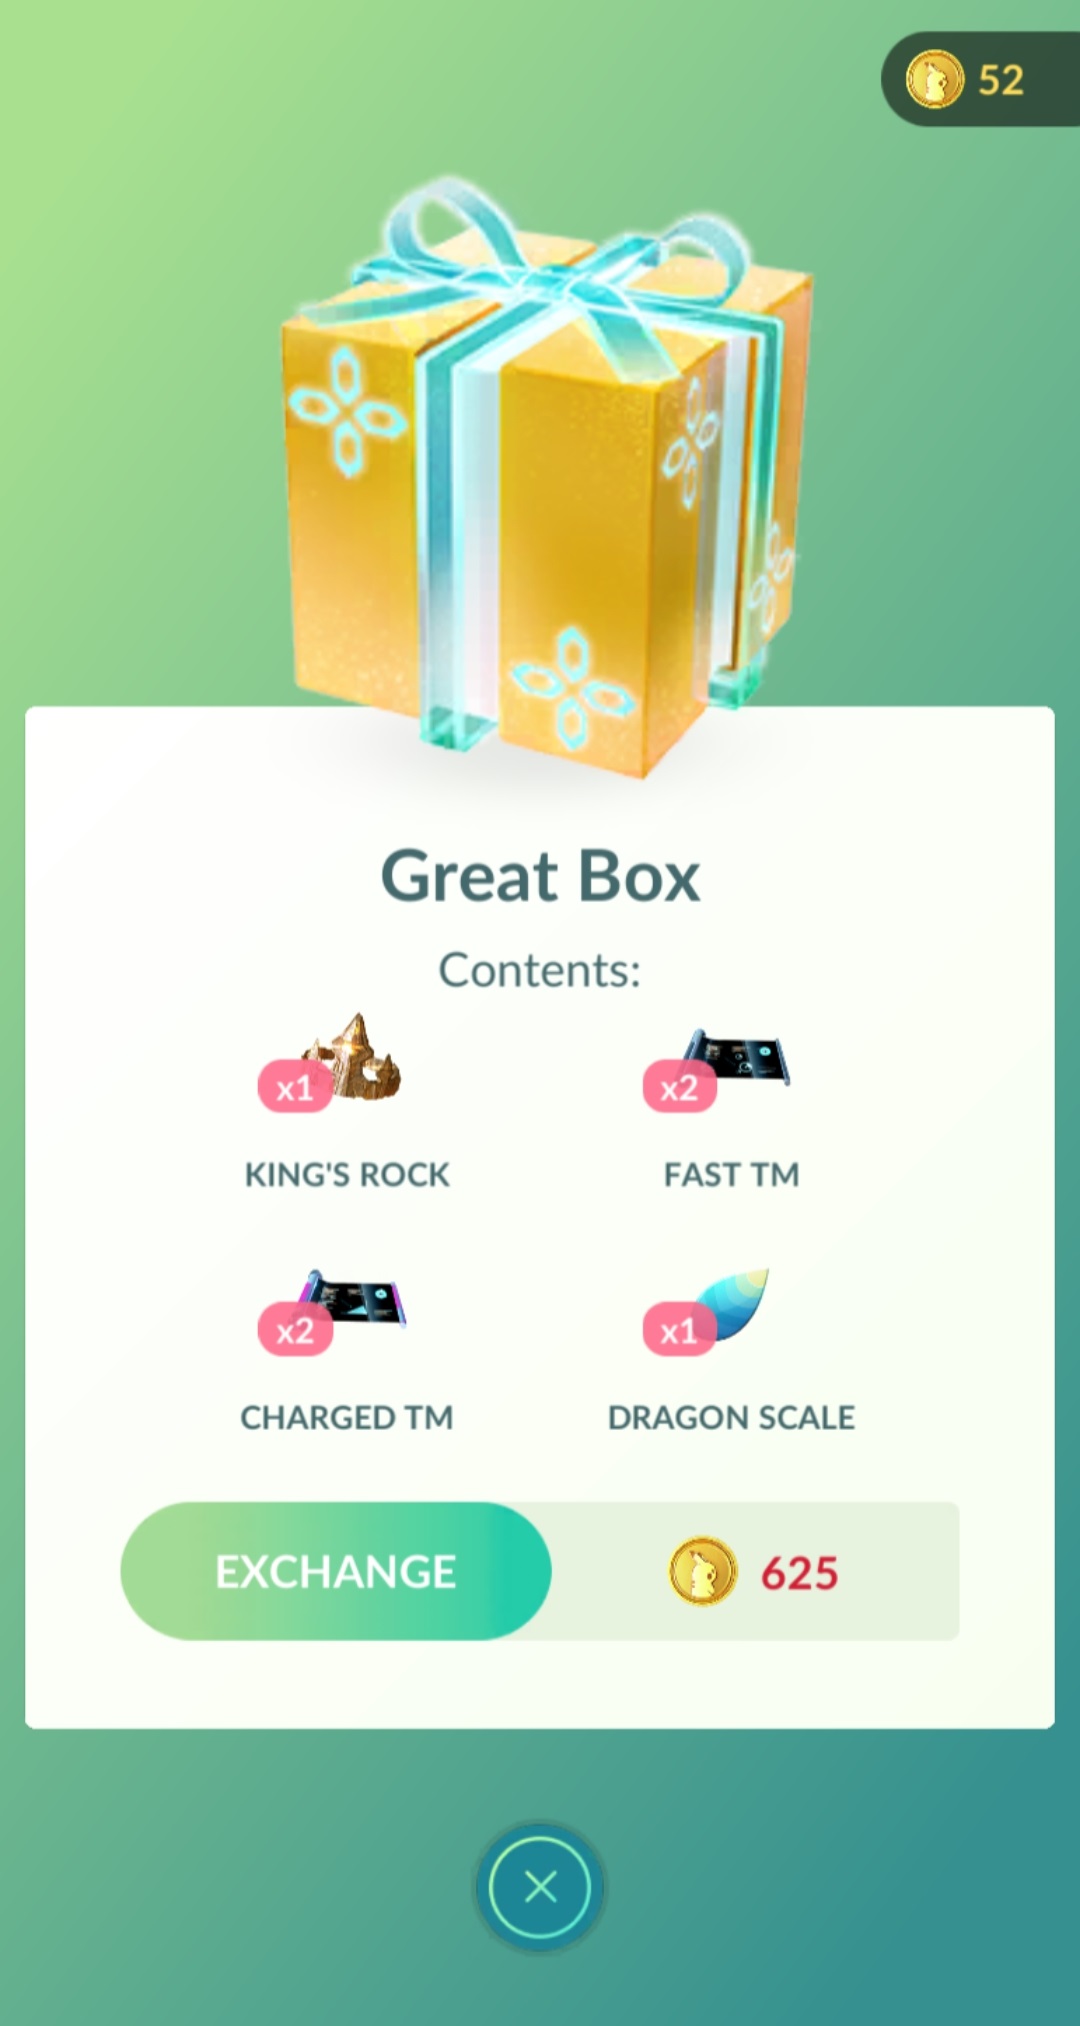 52
Great Box
Contents:
x1
x2
KING'S ROCK
FAST TM
x2
x1
CHARGED TM
DRAGON SCALE
EXCHANGE
625